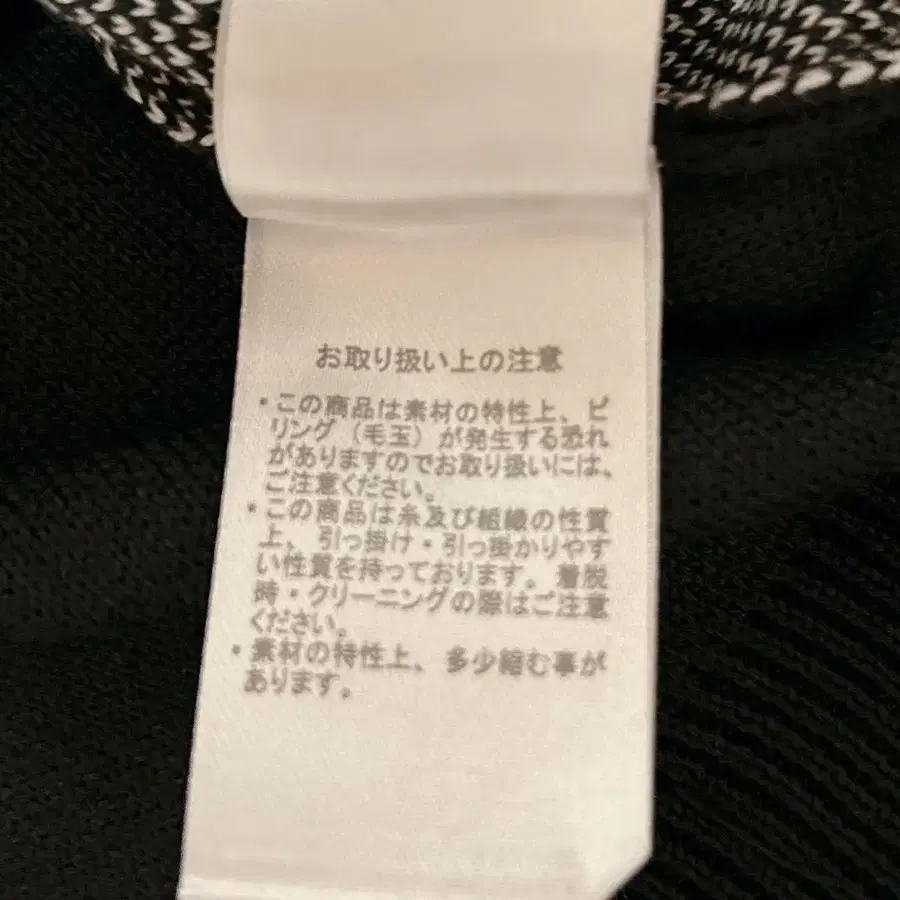 お取り扱い上の注意
・この商品は素材の特性上、ピ
リング（毛玉）が発生する恐れ
がありますのでお取り扱いには、
ご注意ください。
・この商品は糸及び組織の性質
上、引っ掛け・引っ掛かりやす
い性質を持っております。着脱
時・クリーニングの際はご注意
ください。
・素材の特性上、多少縮む事が
あります。